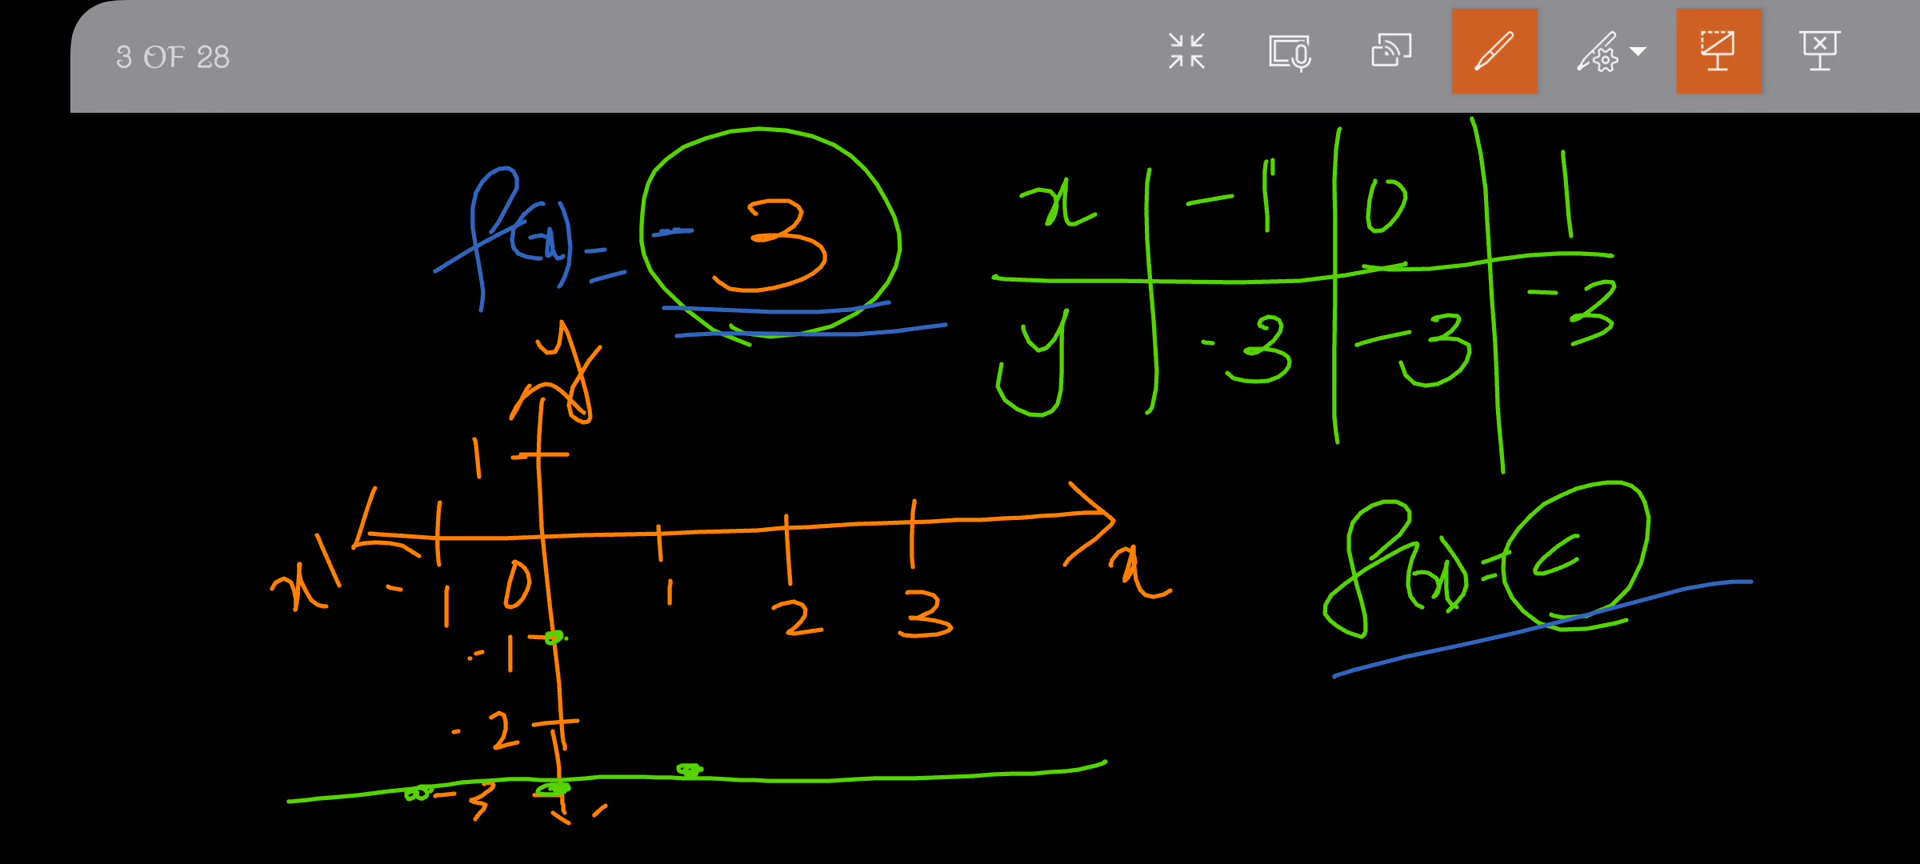 3 OF 28
f(x) = - 3
x -1 0 1
y -3 -3 -3
y
1
x' -1 0 1 2 3 x
-1
-2
-3
f(x) = c